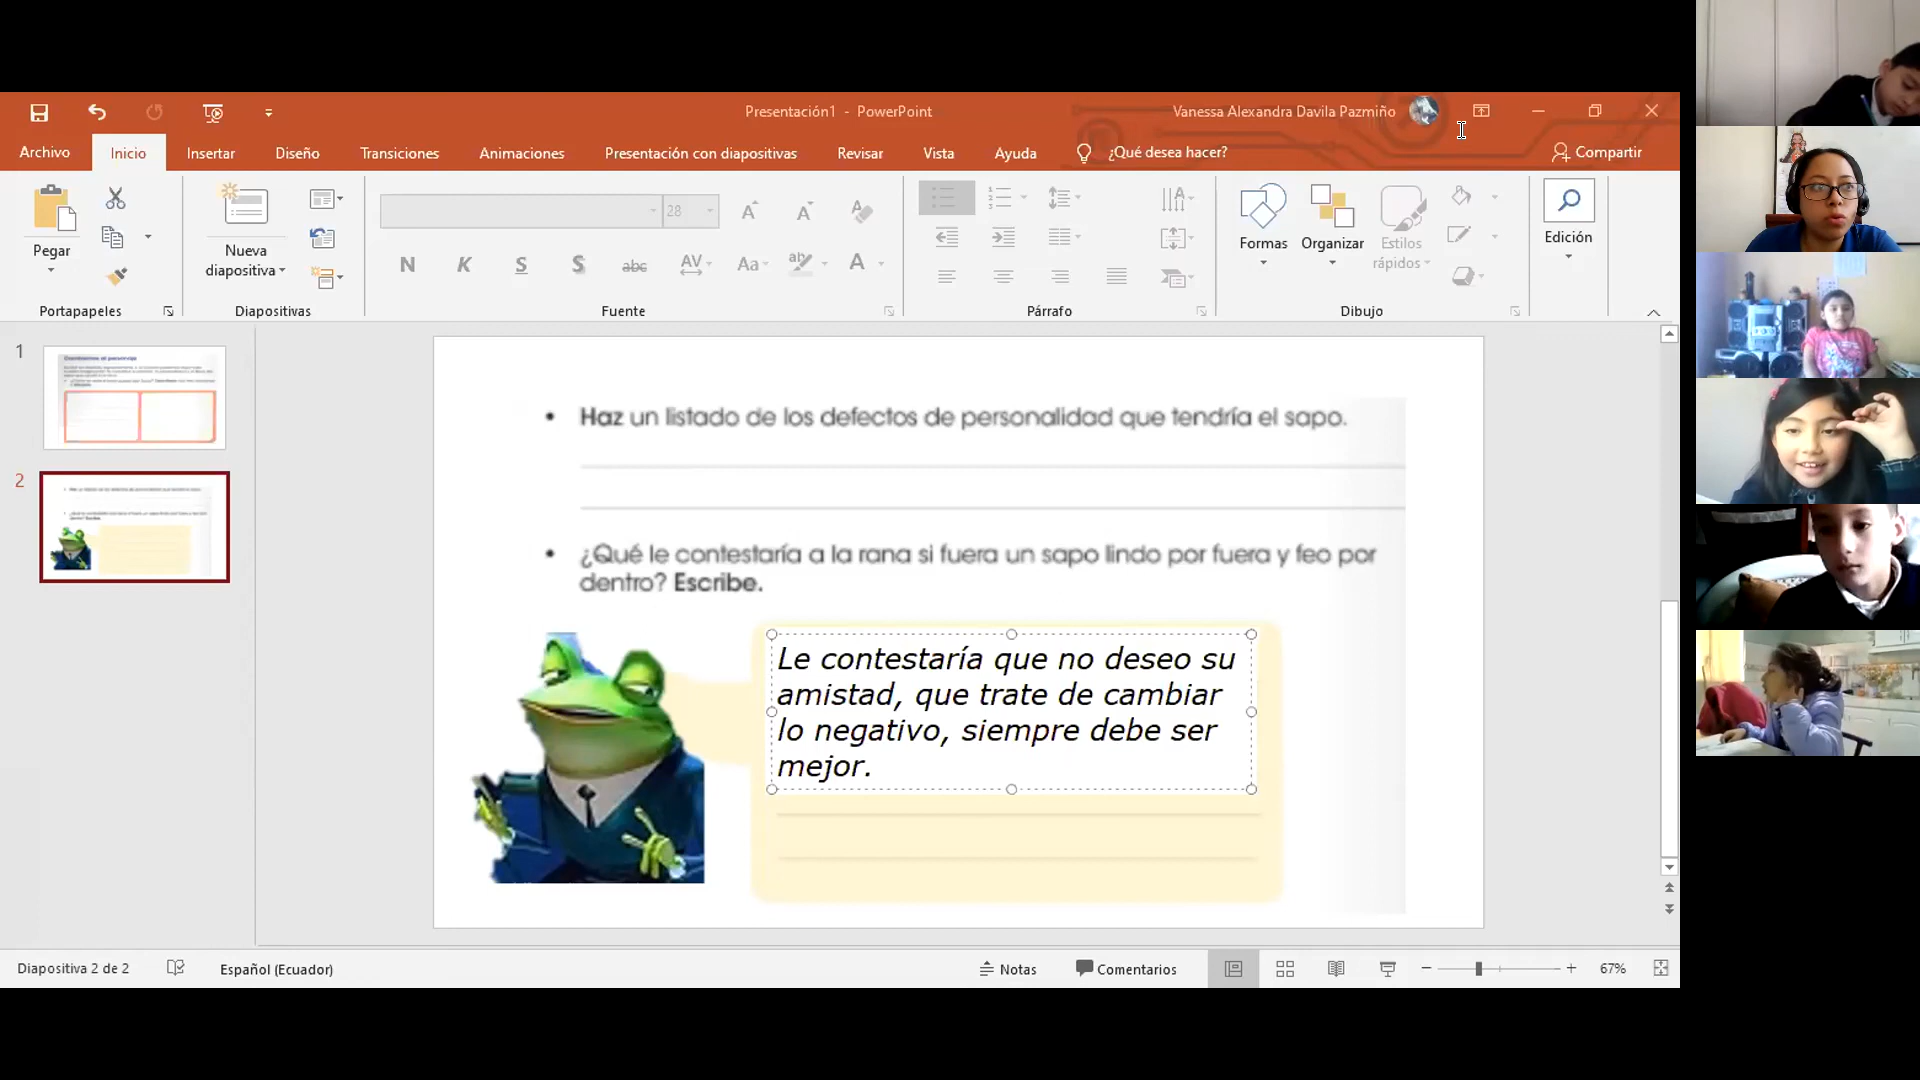 Presentación1 - PowerPoint
Vanessa Alexandra Davila Pazmiño
Archivo
Inicio
Insertar
Diseño
Transiciones
Animaciones
Presentación con diapositivas
Revisar
Vista
Ayuda
¿Qué desea hacer?
Compartir
Pegar
Nueva
diapositiva
28
N K S S abc AV Aa A
Formas
Organizar
Estilos
rápidos
Edición
Portapapeles
Diapositivas
Fuente
Párrafo
Dibujo
1
2
Haz un listado de los defectos de personalidad que tendría el sapo.
¿Qué le contestaría a la rana si fuera un sapo lindo por fuera y feo por
dentro? Escribe.
Le contestaría que no deseo su
amistad, que trate de cambiar
lo negativo, siempre debe ser
mejor.
Diapositiva 2 de 2
Español (Ecuador)
Notas
Comentarios
67%